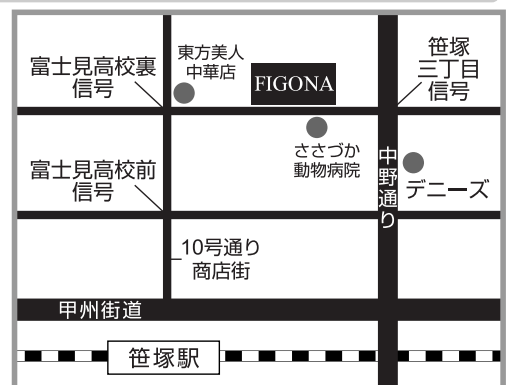 東方美人
中華店
富士見高校裏
信号
FIGONA
笹塚
三丁目
信号
ささづか
動物病院
富士見高校前
信号
中野通り
デニーズ
10号通り
商店街
甲州街道
笹塚駅